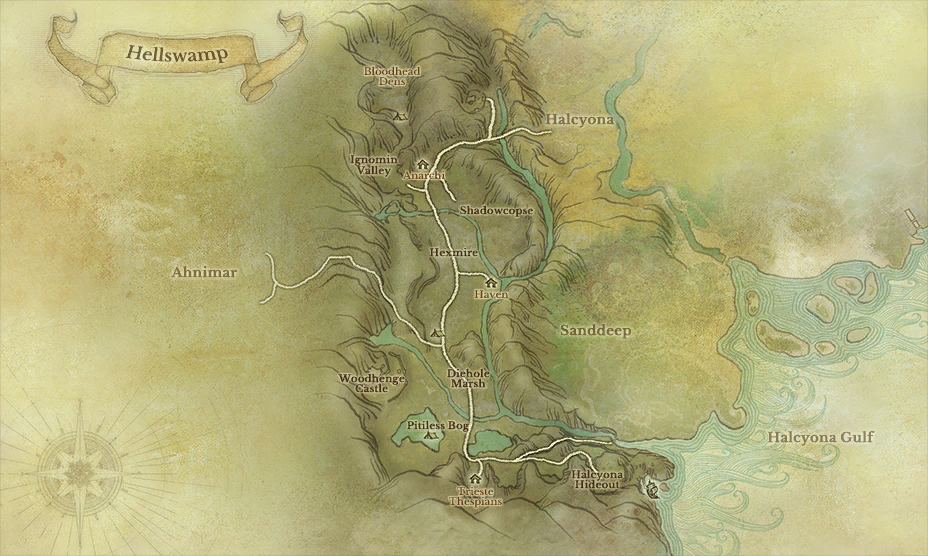 Hellswamp
Bloodhead
Dens
Halcyona
Ignomin
Valley
Anarchi
Shadowcopse
Hexmire
Ahnimar
Haven
Sanddeep
Woodhenge
Castle
Diehole
Marsh
Pitiless Bog
Halcyona Gulf
Halcyona
Hideout
Trieste
Thespians